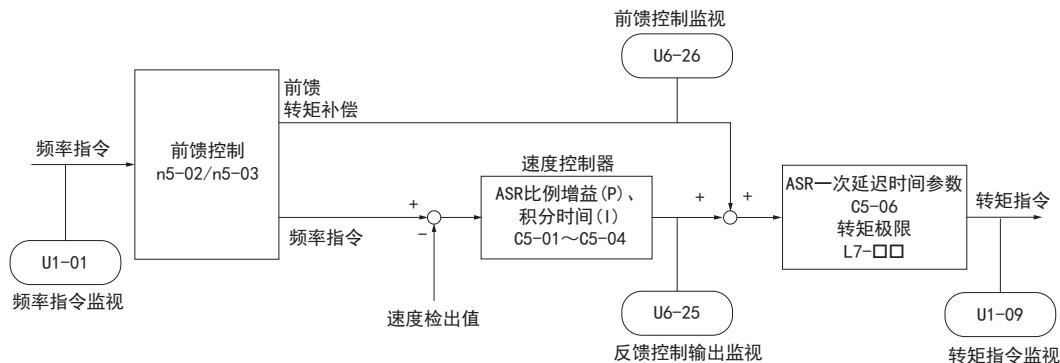 前馈控制监视
U6-26
前馈
转矩补偿
频率指令
前馈控制
n5-02/n5-03
速度控制器
ASR比例增益(P)、
积分时间(I)
C5-01～C5-04
ASR一次延迟时间参数
C5-06
转矩极限
L7-□□
转矩指令
+
+
+
−
频率指令
U1-01
频率指令监视
速度检出值
U6-25
反馈控制输出监视
U1-09
转矩指令监视